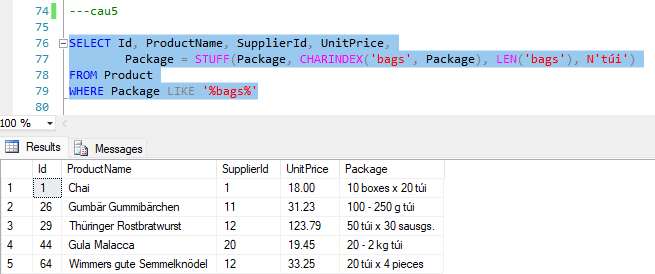 74 ---cau5
75
76 SELECT Id, ProductName, SupplierId, UnitPrice,
77 Package = STUFF(Package, CHARINDEX('bags', Package), LEN('bags'), N'túi')
78 FROM Product
79 WHERE Package LIKE '%bags%'
80
100 %
Results Messages
Id ProductName SupplierId UnitPrice Package
1 1 Chai 1 18.00 10 boxes x 20 túi
2 26 Gumbär Gummibärchen 11 31.23 100 - 250 g túi
3 29 Thüringer Rostbratwurst 12 123.79 50 túi x 30 sausgs.
4 44 Gula Malacca 20 19.45 20 - 2 kg túi
5 64 Wimmers gute Semmelknödel 12 33.25 20 túi x 4 pieces